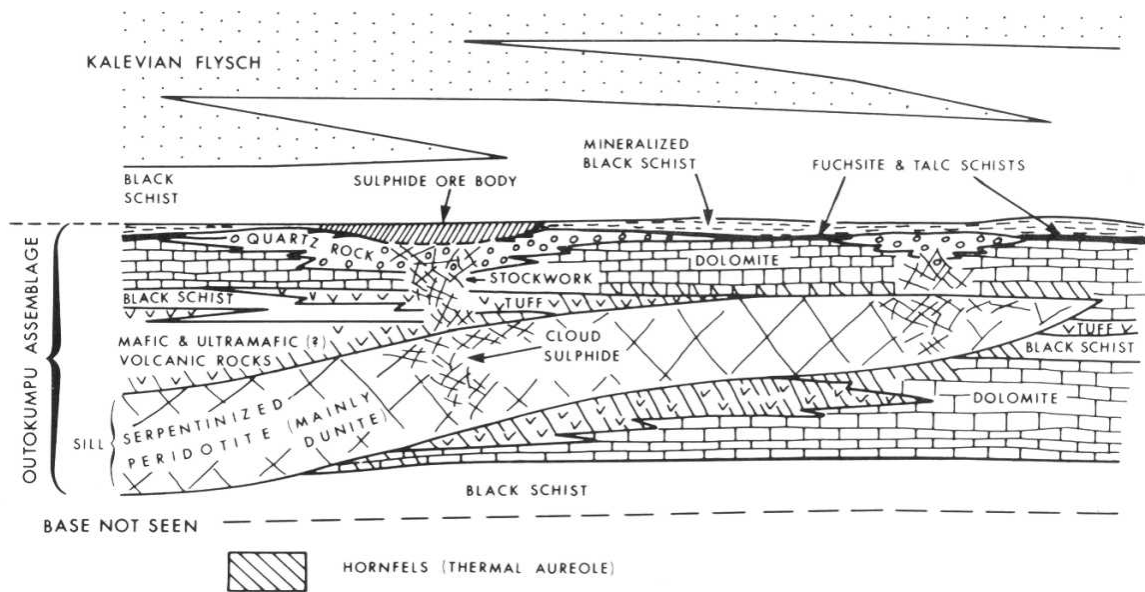 KALEVIAN FLYSCH
MINERALIZED
BLACK SCHIST
FUCHSITE & TALC SCHISTS
BLACK
SCHIST
SULPHIDE ORE BODY
OUTOKUMPU ASSEMBLAGE
QUARTZ ROCK
DOLOMITE
STOCKWORK
BLACK SCHIST
TUFF
MAFIC & ULTRAMAFIC (?)
VOLCANIC ROCKS
CLOUD
SULPHIDE
TUFF
BLACK SCHIST
SILL
SERPENTINIZED
PERIDOTITE (MAINLY
DUNITE)
DOLOMITE
BLACK SCHIST
BASE NOT SEEN
HORNFELS (THERMAL AUREOLE)